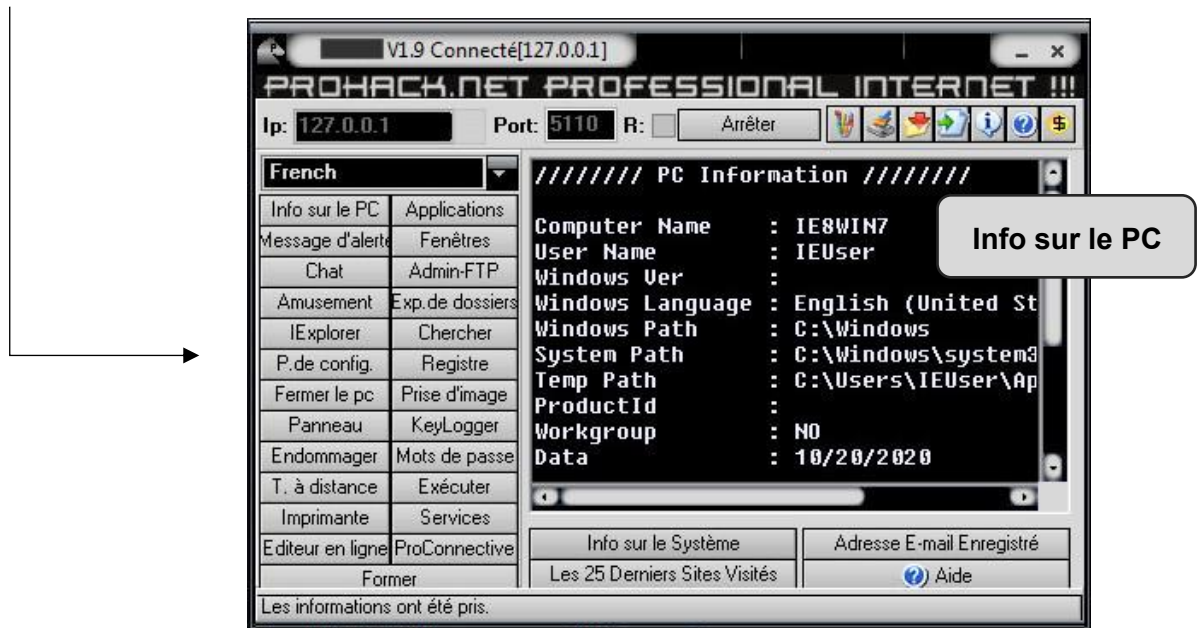 V1.9 Connecté[127.0.0.1]
PROHACK.NET PROFESSIONAL INTERNET !!!
Ip: 127.0.0.1 Port: 5110 R: Arrêter
French
Info sur le PC Applications
Message d'alerte Fenêtres
Chat Admin-FTP
Amusement Exp.de dossiers
IExplorer Chercher
P.de config. Registre
Fermer le pc Prise d'image
Panneau KeyLogger
Endommager Mots de passe
T. à distance Exécuter
Imprimante Services
Editeur en ligne ProConnective
Former
//////// PC Information ////////
Computer Name : IE8WIN7
User Name : IEUser
Windows Ver :
Windows Language : English (United St
Windows Path : C:\Windows
System Path : C:\Windows\system3
Temp Path : C:\Users\IEUser\Ap
ProductId :
Workgroup : NO
Data : 10/20/2020
Info sur le PC
Info sur le Système Adresse E-mail Enregistré
Les 25 Derniers Sites Visités Aide
Les informations ont été pris.